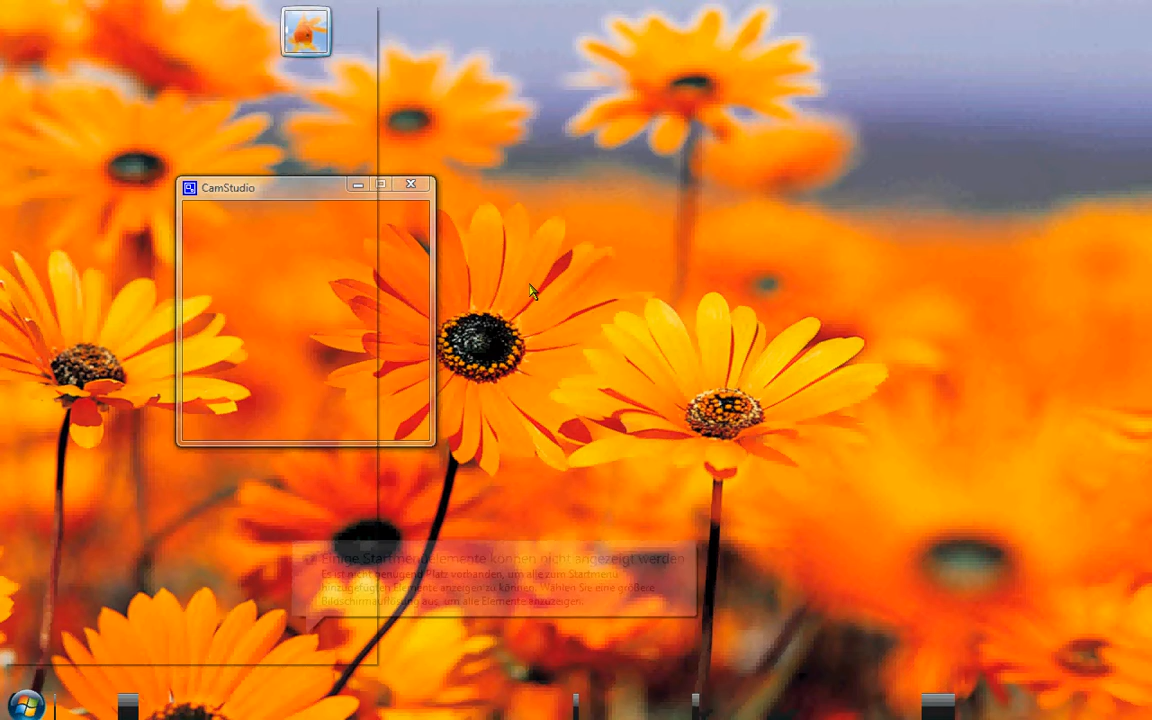 CamStudio
Einige Startmenüelemente können nicht angezeigt werden
Es ist nicht genügend Platz vorhanden, um alle zum Startmenü
hinzugefügten Elemente anzeigen zu können. Wählen Sie eine größere
Bildschirmauflösung aus, um alle Elemente anzuzeigen.